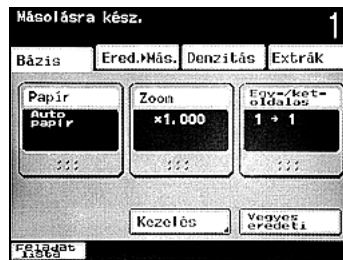 Másolásra kész.
1
Bázis
Ered.▸Más.
Denzitás
Extrák
Papír
Auto
papír
Zoom
×1.000
Egy-/két-
oldalas
1 → 1
Kezelés
Vegyes
eredeti
Feladat
lista